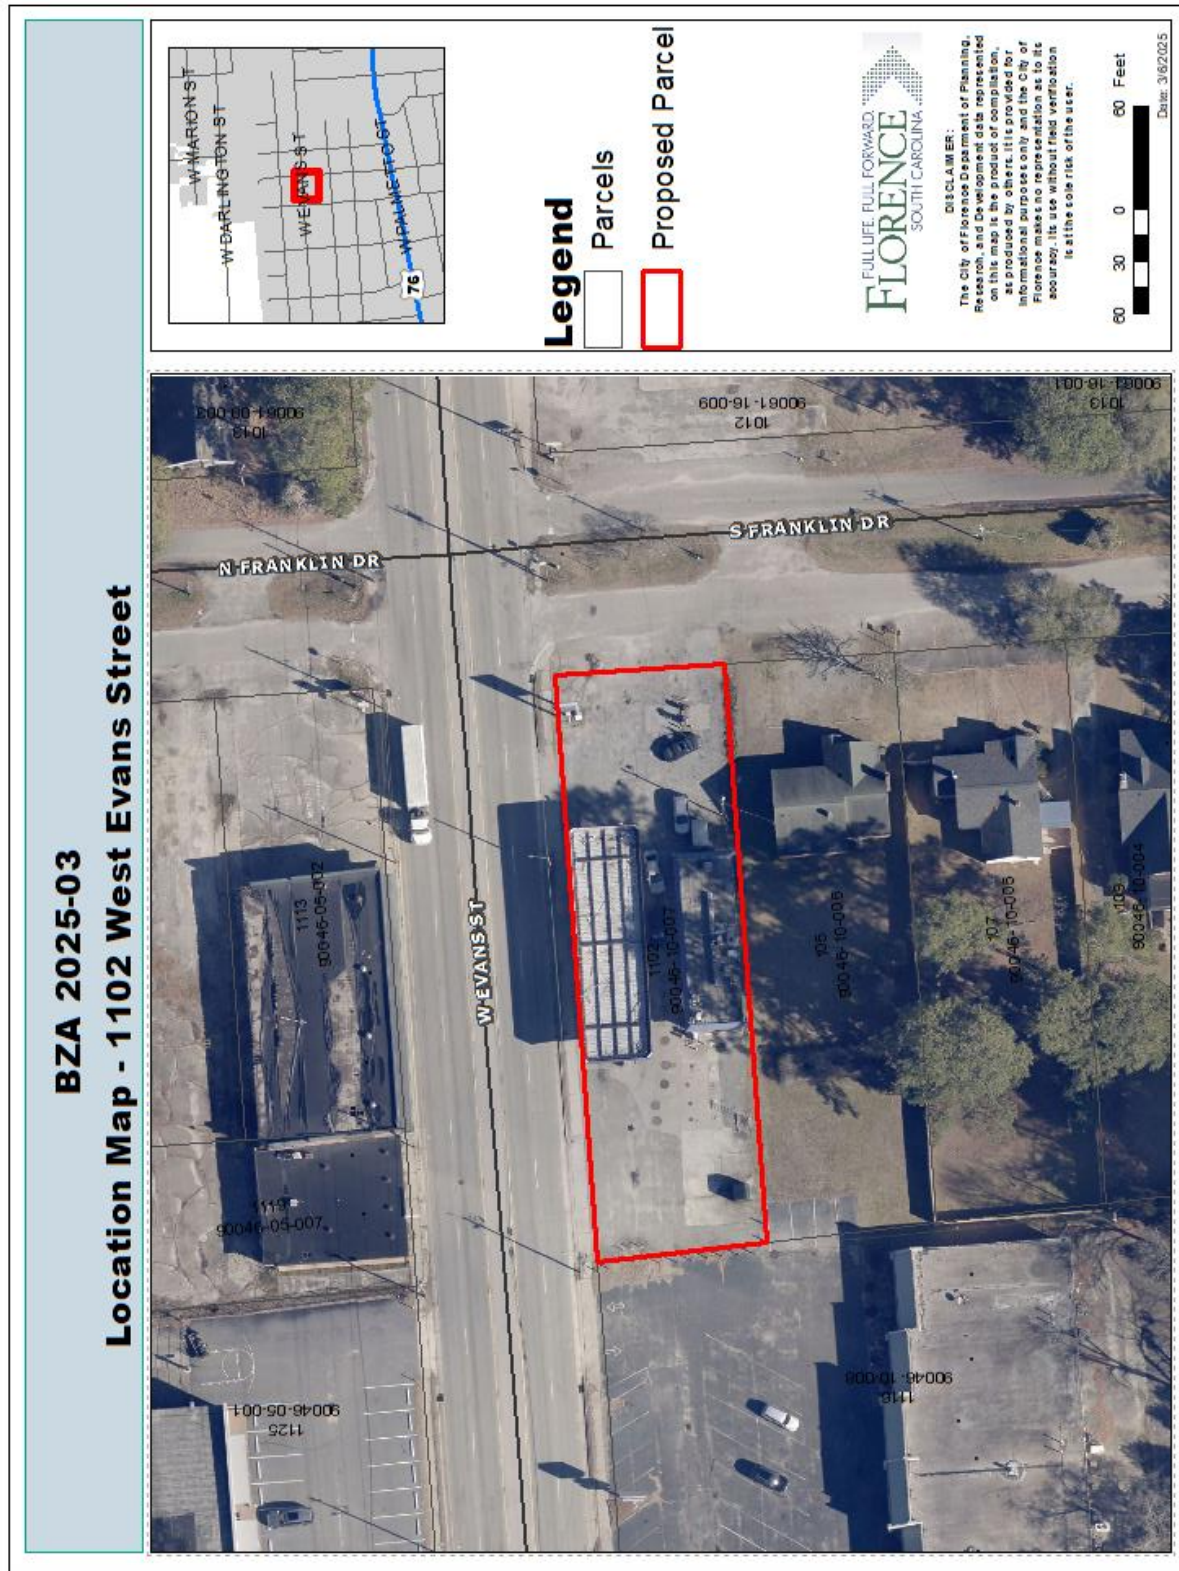 BZA 2025-03
Location Map - 1102 West Evans Street
W MARION ST
W DARLINGTON ST
W EVANS ST
W PALMETTO ST
76
Legend
Parcels
Proposed Parcel
FULL LIFE. FULL FORWARD.
FLORENCE
SOUTH CAROLINA
DISCLAIMER:
The City of Florence Department of Planning,
Research, and Development data represented
on this map is the product of compilation,
as produced by others. It is provided for
informational purposes only and the City of
Florence makes no representation as to its
accuracy. Its use without field verification
is at the sole risk of the user.
60 30 0 60 Feet
Date: 3/6/2025
1013
90061-09-003
N FRANKLIN DR
S FRANKLIN DR
1012
90061-16-009
1013
90061-16-001
W EVANS ST
1113
90046-05-002
1119
90046-05-007
1125
90046-05-001
1102
90046-10-007
105
90046-10-006
107
90046-10-005
109
90046-10-004
1116
90046-10-008